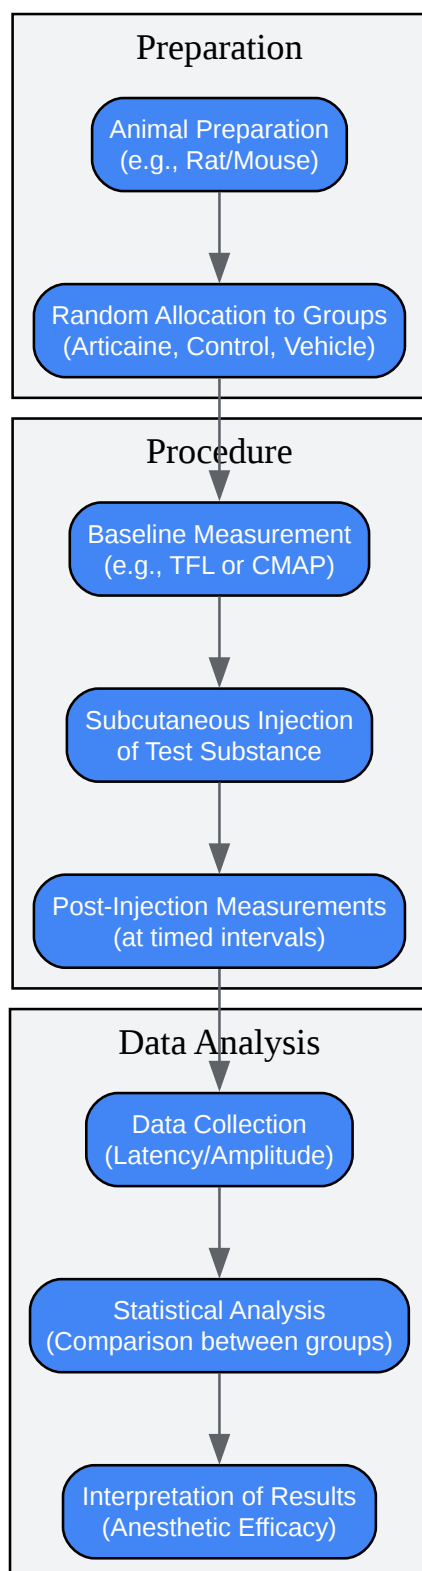 Preparation
Animal Preparation
(e.g., Rat/Mouse)
Random Allocation to Groups
(Articaine, Control, Vehicle)
Procedure
Baseline Measurement
(e.g., TFL or CMAP)
Subcutaneous Injection
of Test Substance
Post-Injection Measurements
(at timed intervals)
Data Analysis
Data Collection
(Latency/Amplitude)
Statistical Analysis
(Comparison between groups)
Interpretation of Results
(Anesthetic Efficacy)